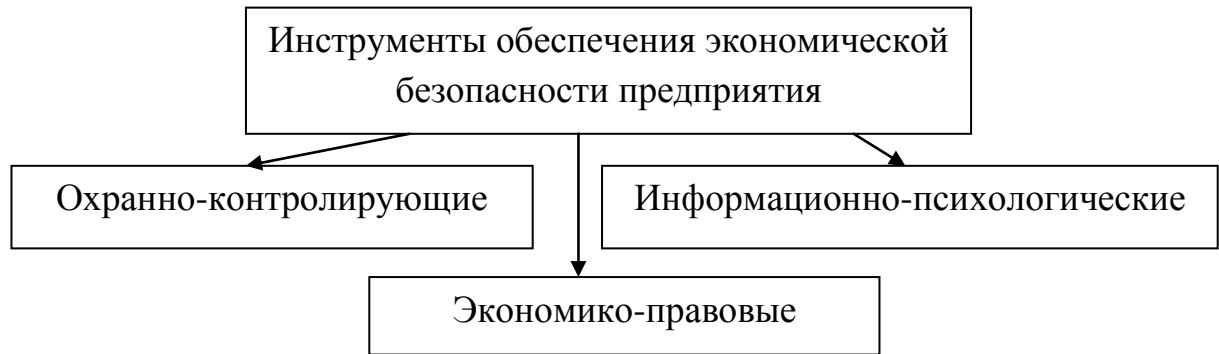 Инструменты обеспечения экономической
безопасности предприятия
Охранно-контролирующие
Информационно-психологические
Экономико-правовые